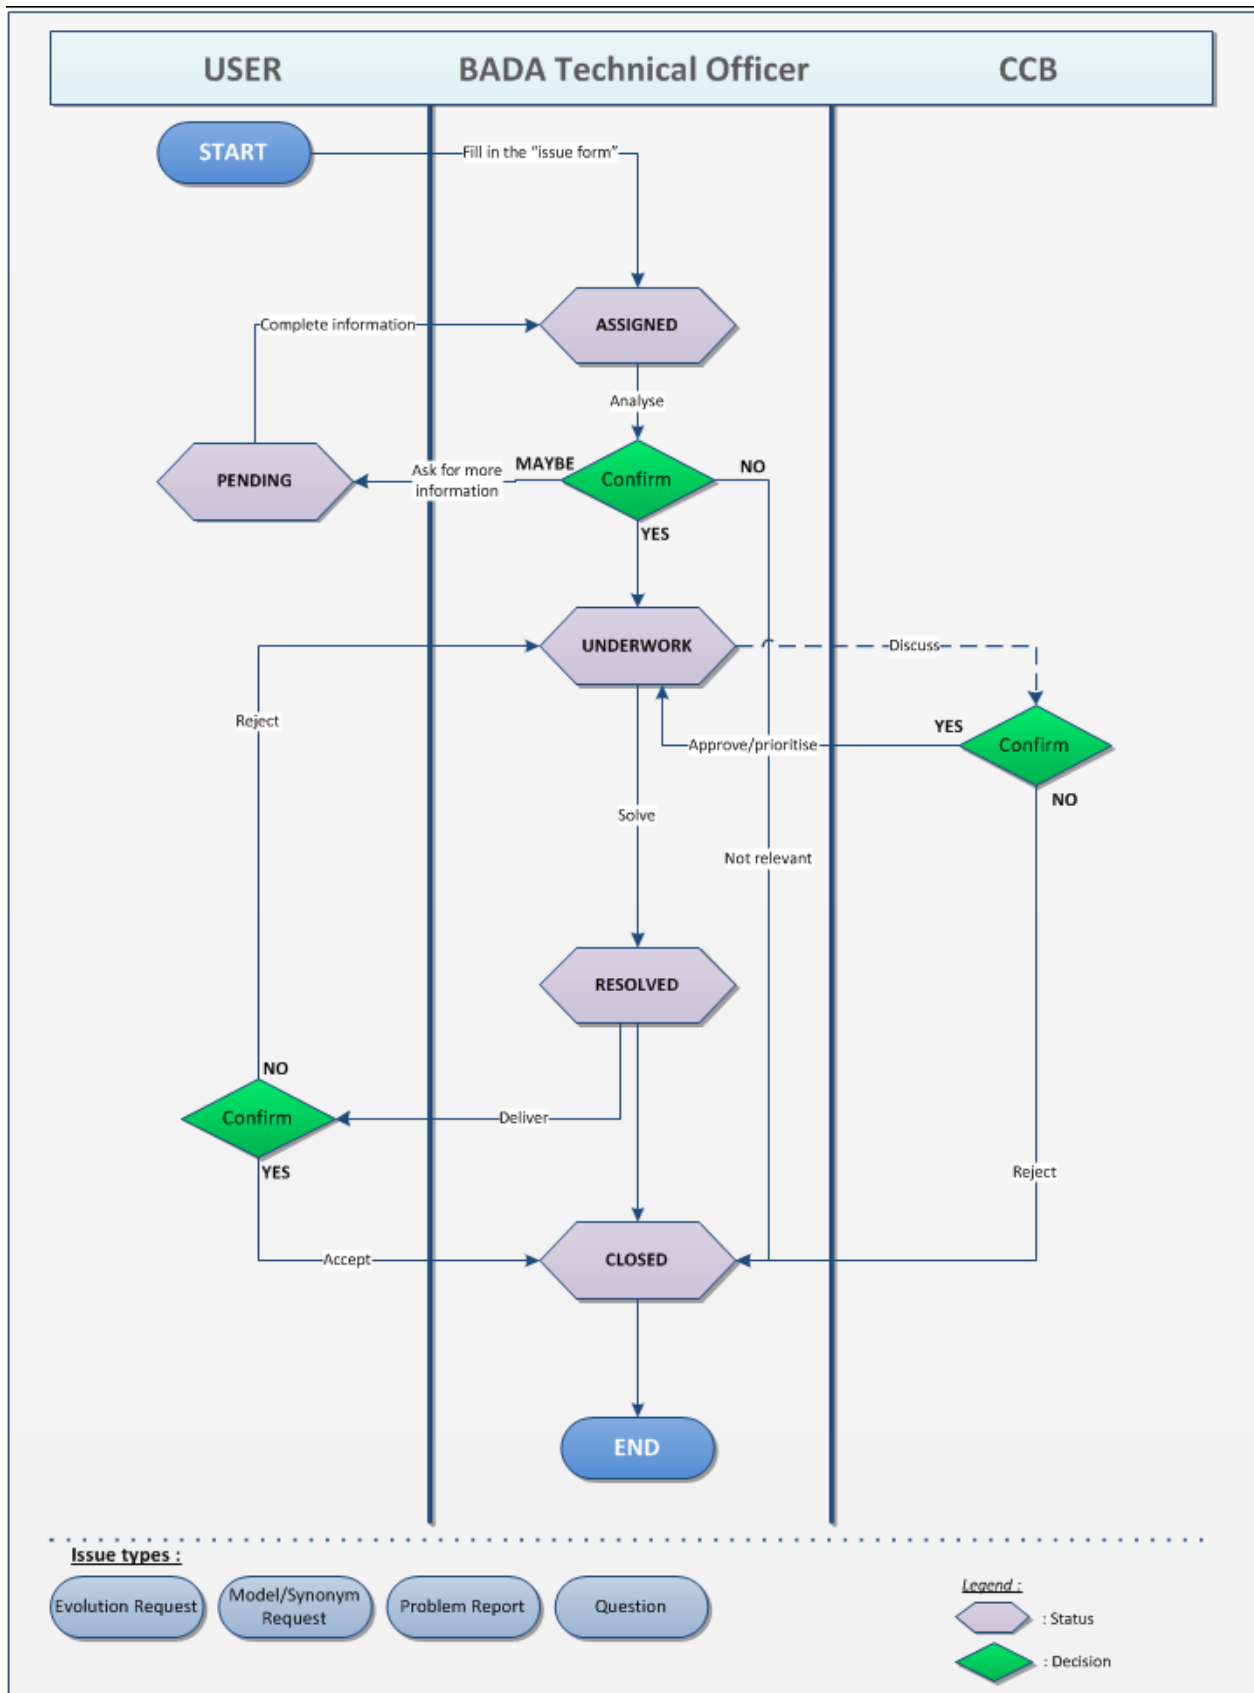 USER
BADA Technical Officer
CCB
START
Fill in the "issue form"
Complete information
ASSIGNED
Analyse
PENDING
Ask for more
information
MAYBE
Confirm
NO
YES
UNDERWORK
Discuss
Reject
YES
Approve/prioritise
Confirm
NO
Solve
Not relevant
RESOLVED
NO
Confirm
Deliver
YES
Reject
Accept
CLOSED
END
Issue types :
Evolution Request
Model/Synonym
Request
Problem Report
Question
Legend :
: Status
: Decision